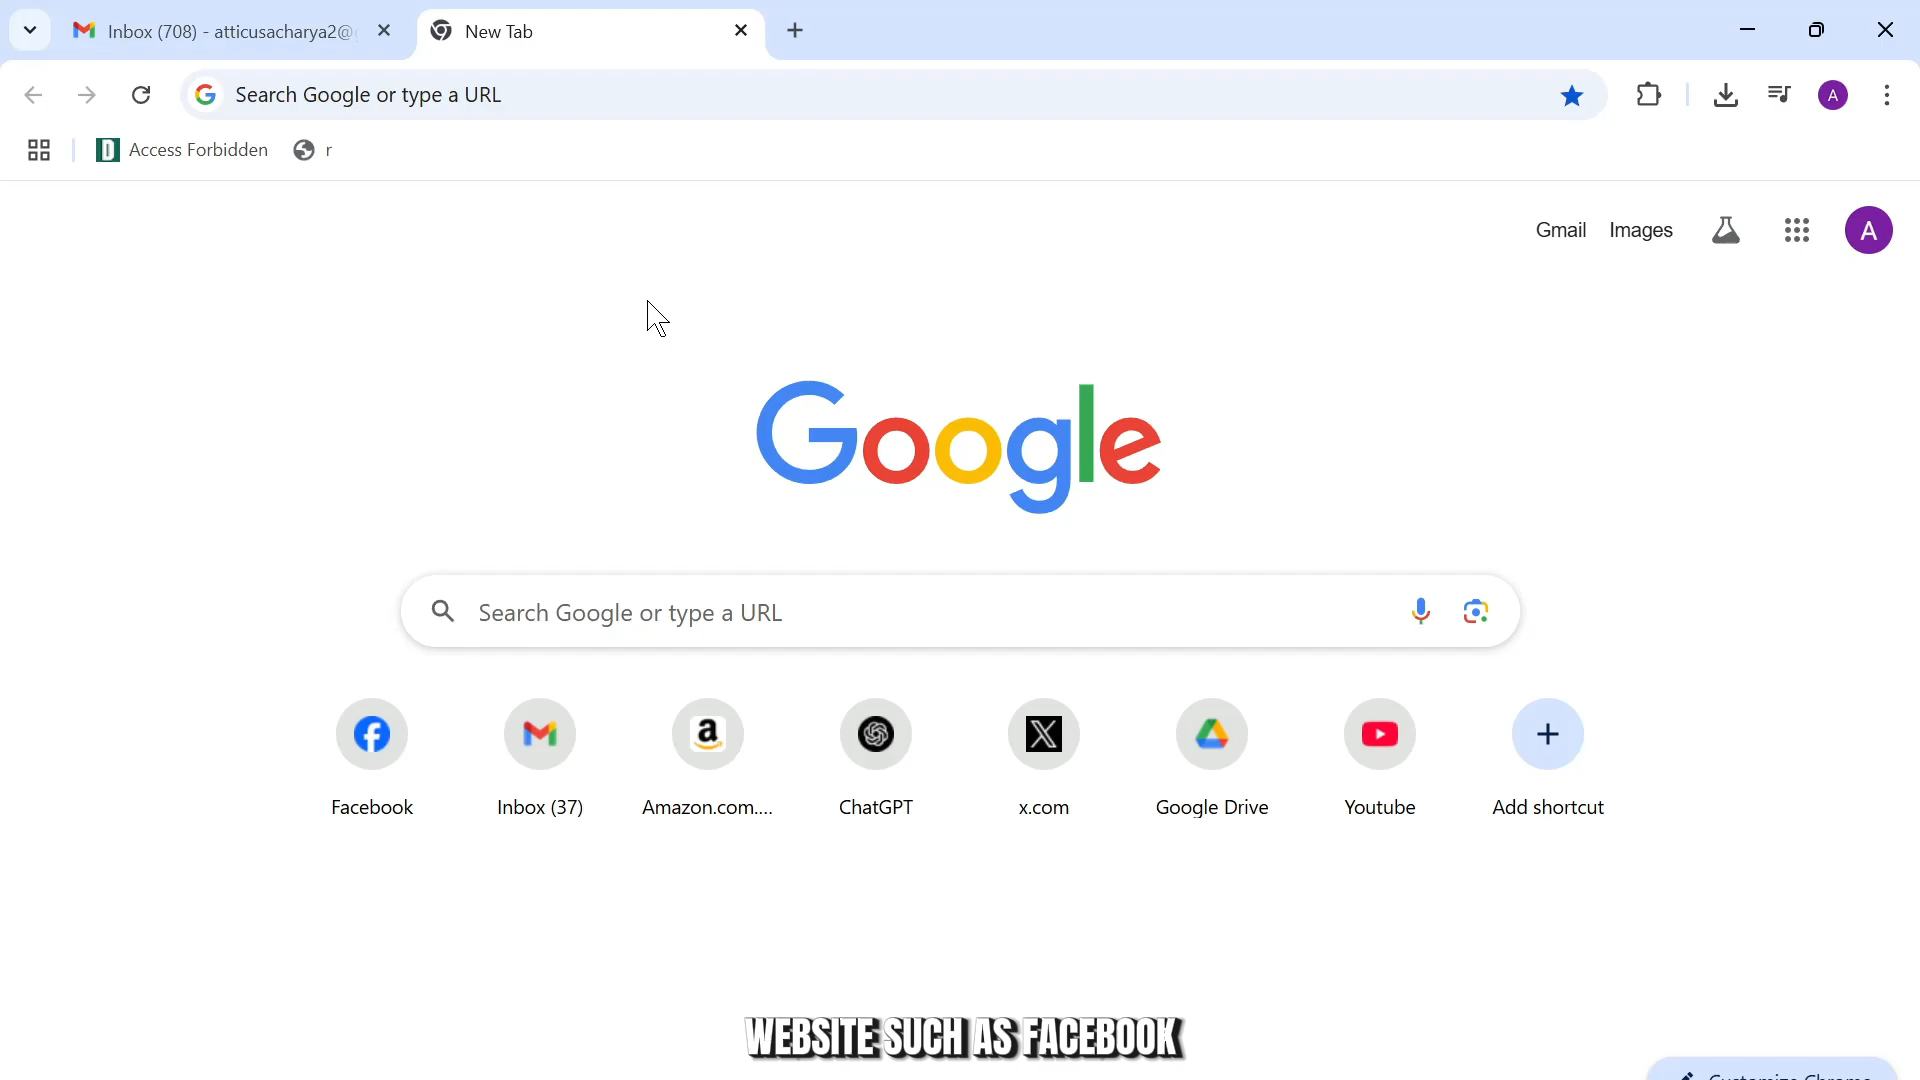 Inbox (708) - atticusacharya2@
New Tab
Search Google or type a URL
A
Access Forbidden
r
Gmail
Images
A
Google
Search Google or type a URL
Facebook
Inbox (37)
Amazon.com....
ChatGPT
x.com
Google Drive
Youtube
Add shortcut
WEBSITE SUCH AS FACEBOOK
Customize Chrome